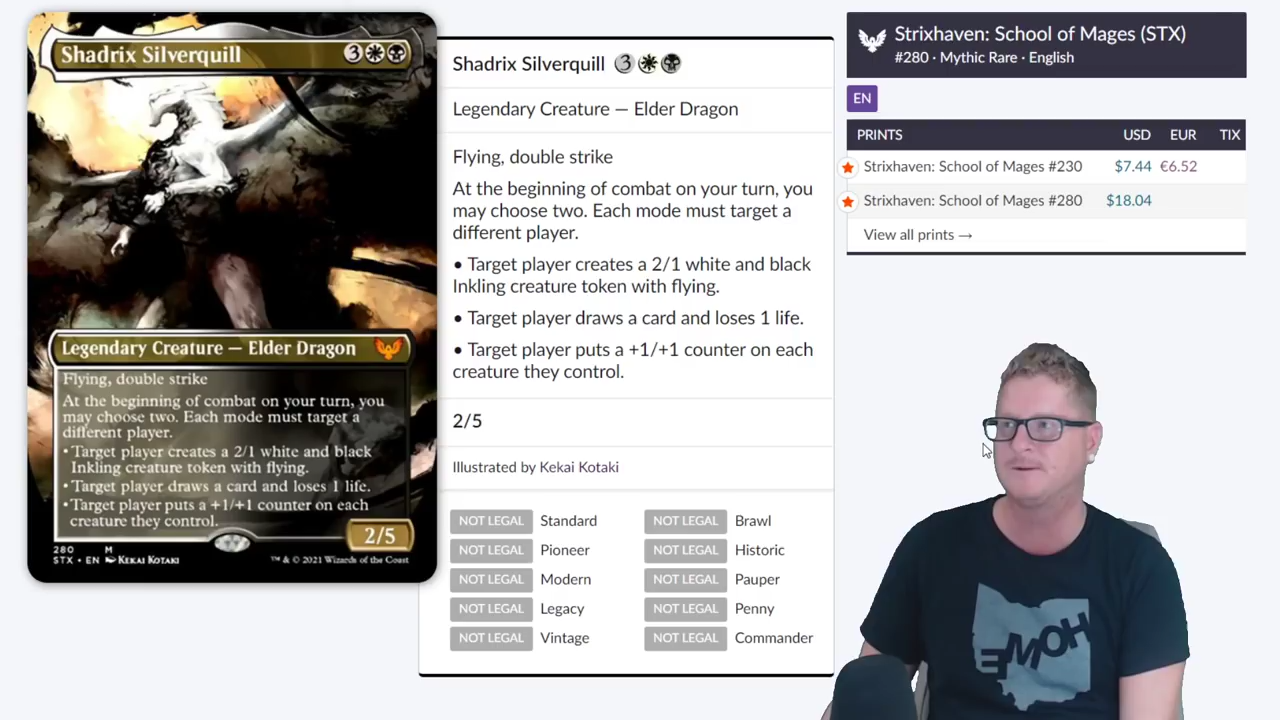 Shadrix Silverquill 3
Legendary Creature — Elder Dragon
Flying, double strike
At the beginning of combat on your turn, you
may choose two. Each mode must target a
different player.
•Target player creates a 2/1 white and black
Inkling creature token with flying.
•Target player draws a card and loses 1 life.
•Target player puts a +1/+1 counter on each
creature they control.
2/5
280 M
STX • EN KEKAI KOTAKI
™ & © 2021 Wizards of the Coast
Shadrix Silverquill 3
Legendary Creature — Elder Dragon
Flying, double strike
At the beginning of combat on your turn, you
may choose two. Each mode must target a
different player.
• Target player creates a 2/1 white and black
Inkling creature token with flying.
• Target player draws a card and loses 1 life.
• Target player puts a +1/+1 counter on each
creature they control.
2/5
Illustrated by Kekai Kotaki
NOT LEGAL Standard NOT LEGAL Brawl
NOT LEGAL Pioneer NOT LEGAL Historic
NOT LEGAL Modern NOT LEGAL Pauper
NOT LEGAL Legacy NOT LEGAL Penny
NOT LEGAL Vintage NOT LEGAL Commander
Strixhaven: School of Mages (STX)
#280 · Mythic Rare · English
EN
PRINTS USD EUR TIX
Strixhaven: School of Mages #230 $7.44 €6.52
Strixhaven: School of Mages #280 $18.04
View all prints →
HOME